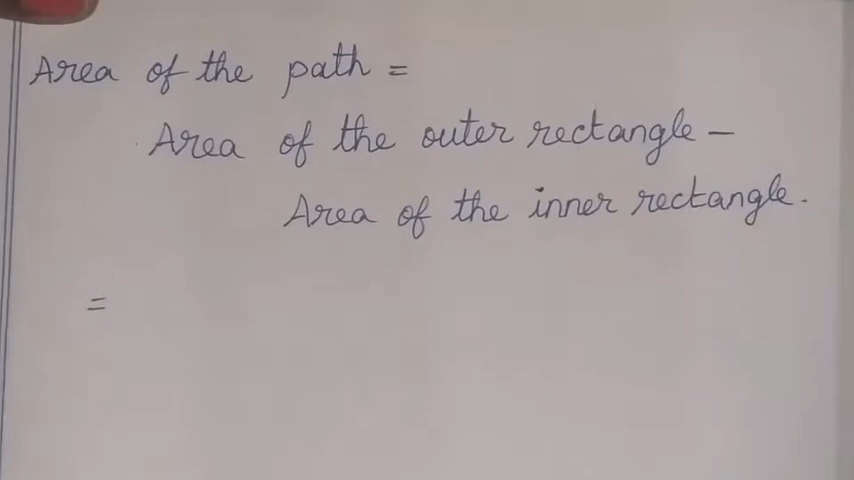 Area of the path =
Area of the outer rectangle –
Area of the inner rectangle.
=